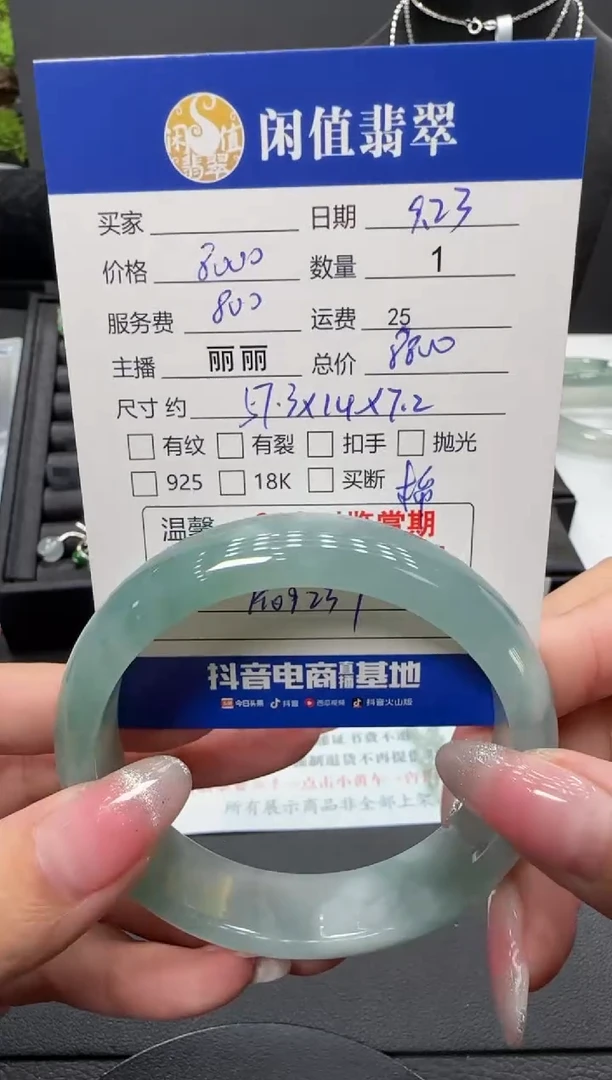 闲值翡翠
闲值翡翠
买家 日期 9.23
价格 8000 数量 1
服务费 800 运费 25
主播 丽丽 总价 8800
尺寸 约 57.3X14X7.2
有纹 有裂 扣手 抛光
925 18K 买断
温馨 鉴赏期
抖音电商直播基地
今日头条 抖音 西瓜视频 抖音火山版
所有展示商品非全部上架